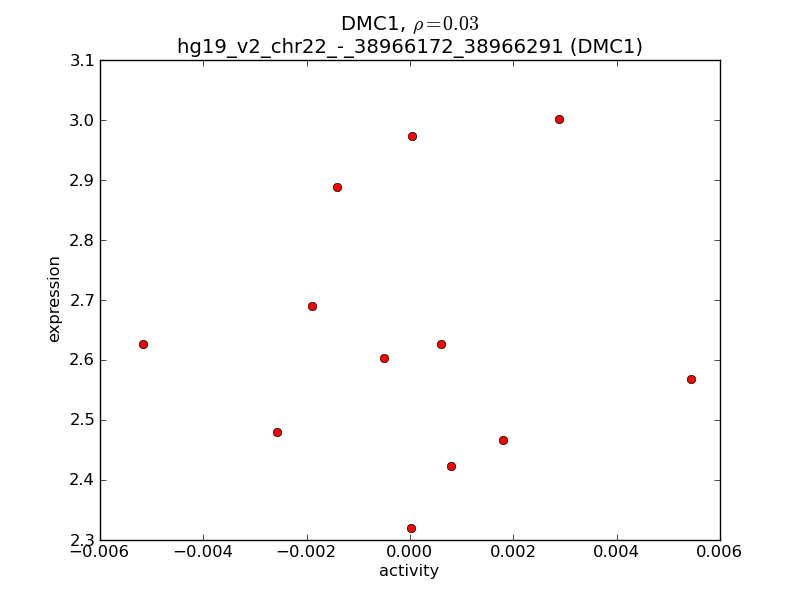 DMC1, ρ=0.03
hg19_v2_chr22_-_38966172_38966291 (DMC1)
3.1
3.0
2.9
2.8
2.7
2.6
2.5
2.4
2.3
expression
−0.006 −0.004 −0.002 0.000 0.002 0.004 0.006
activity